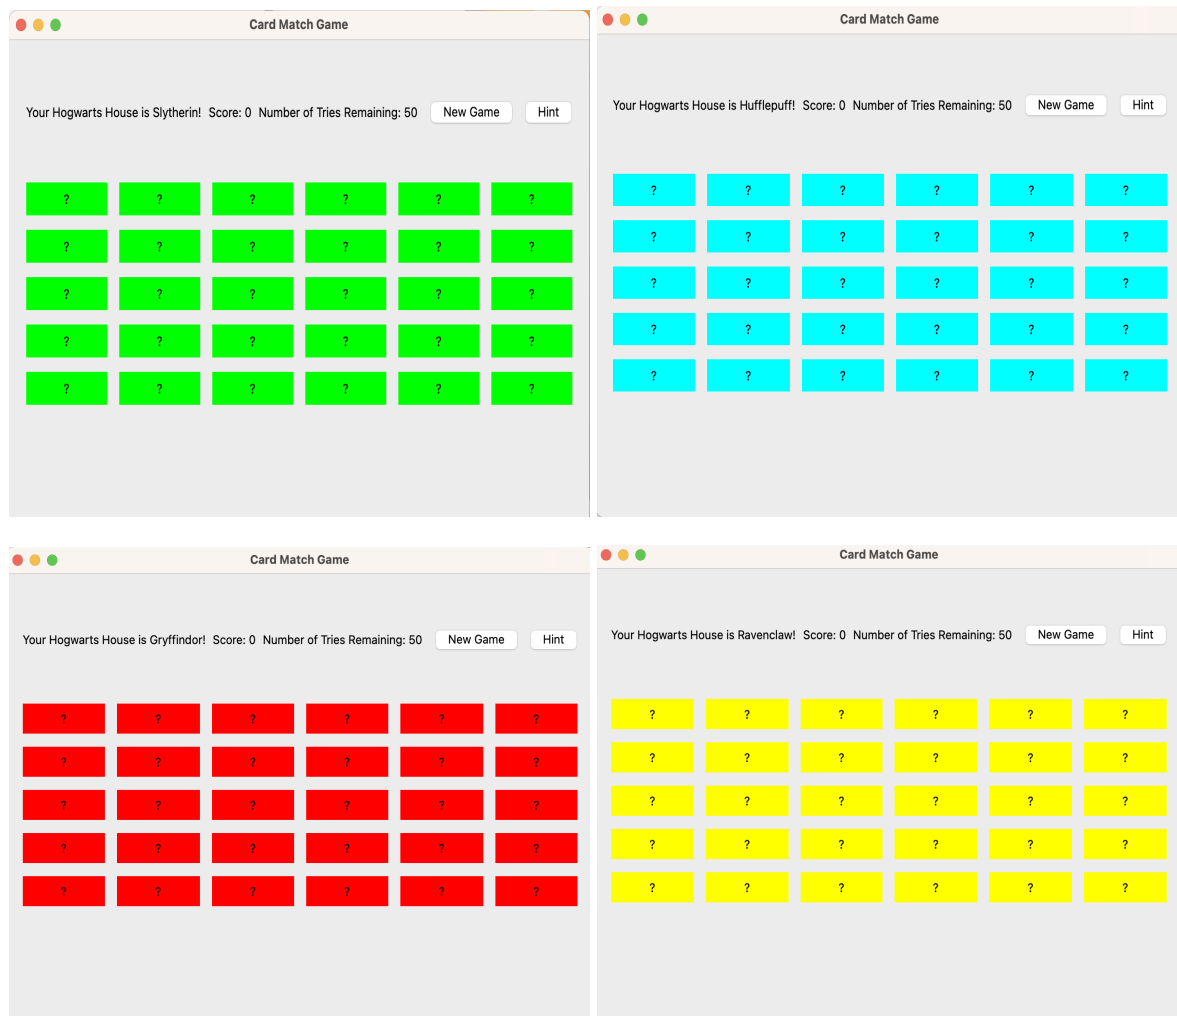 Card Match Game
Your Hogwarts House is Slytherin! Score: 0 Number of Tries Remaining: 50 New Game Hint
? ? ? ? ? ?
? ? ? ? ? ?
? ? ? ? ? ?
? ? ? ? ? ?
? ? ? ? ? ?
Card Match Game
Your Hogwarts House is Hufflepuff! Score: 0 Number of Tries Remaining: 50 New Game Hint
? ? ? ? ? ?
? ? ? ? ? ?
? ? ? ? ? ?
? ? ? ? ? ?
? ? ? ? ? ?
Card Match Game
Your Hogwarts House is Gryffindor! Score: 0 Number of Tries Remaining: 50 New Game Hint
? ? ? ? ? ?
? ? ? ? ? ?
? ? ? ? ? ?
? ? ? ? ? ?
? ? ? ? ? ?
Card Match Game
Your Hogwarts House is Ravenclaw! Score: 0 Number of Tries Remaining: 50 New Game Hint
? ? ? ? ? ?
? ? ? ? ? ?
? ? ? ? ? ?
? ? ? ? ? ?
? ? ? ? ? ?